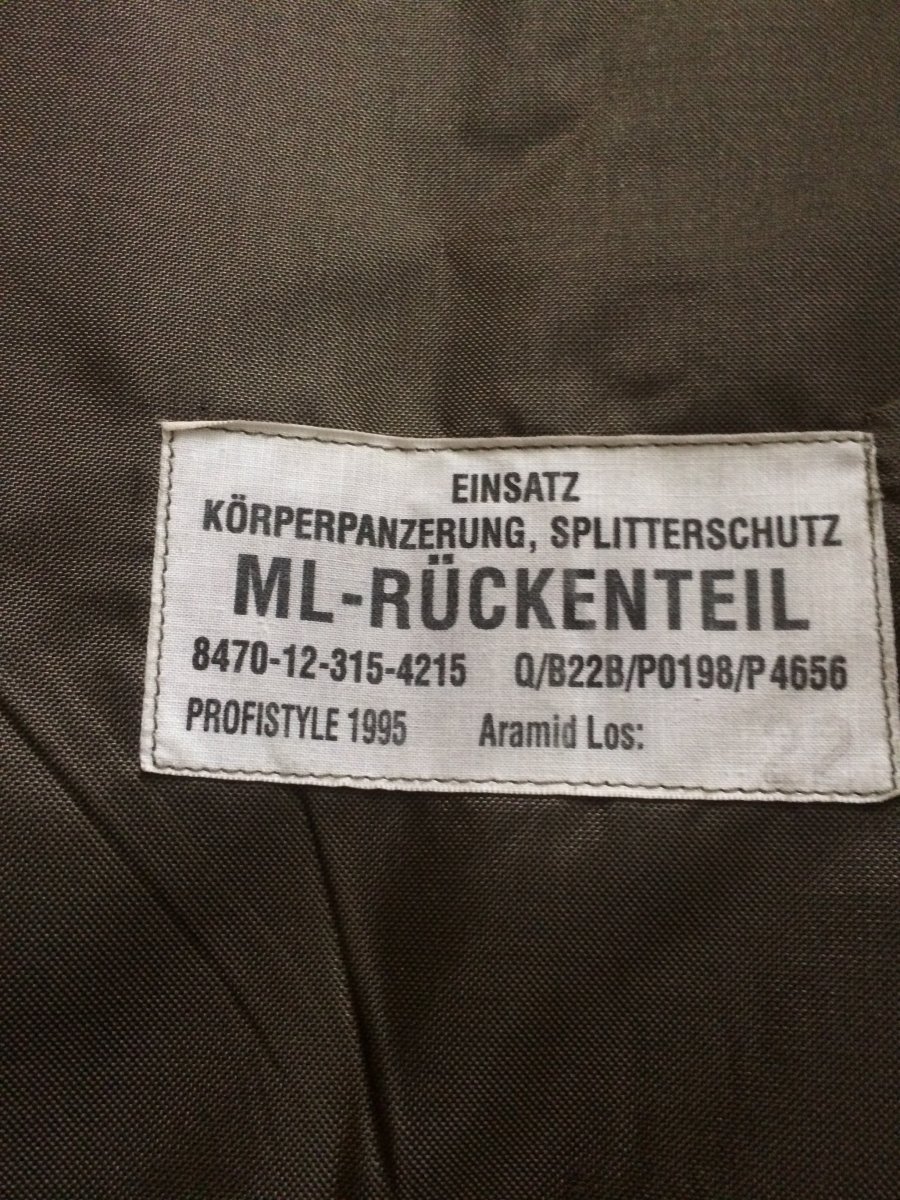 EINSATZ
KÖRPERPANZERUNG, SPLITTERSCHUTZ
ML-RÜCKENTEIL
8470-12-315-4215 Q/B22B/P0198/P4656
PROFISTYLE 1995 Aramid Los: